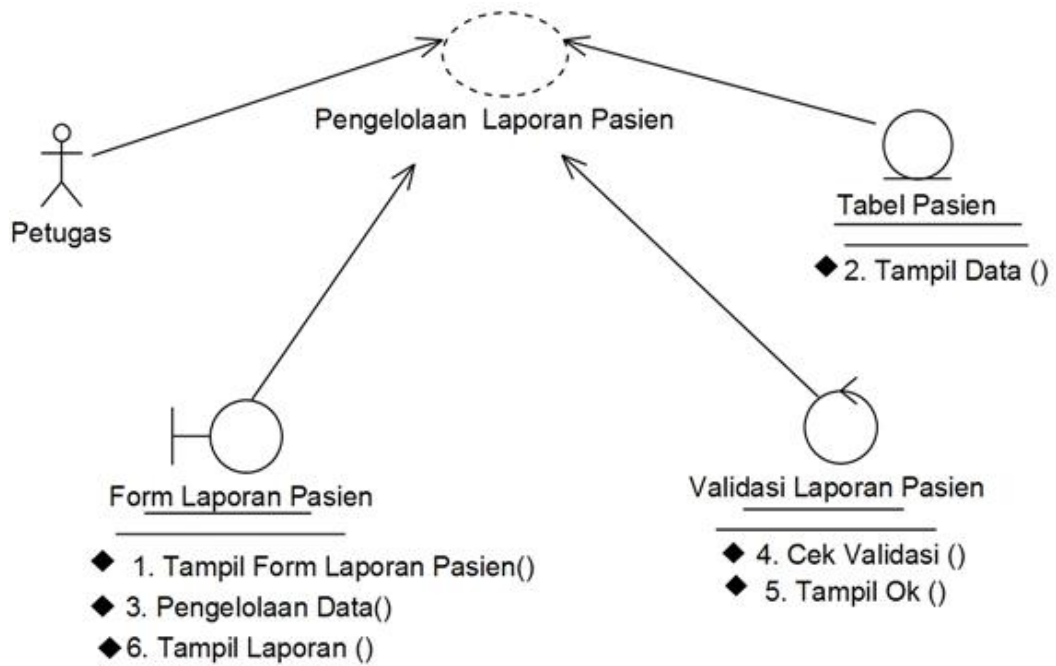 Pengelolaan Laporan Pasien
Petugas
Tabel Pasien
2. Tampil Data ()
Form Laporan Pasien
1. Tampil Form Laporan Pasien()
3. Pengelolaan Data()
6. Tampil Laporan ()
Validasi Laporan Pasien
4. Cek Validasi ()
5. Tampil Ok ()